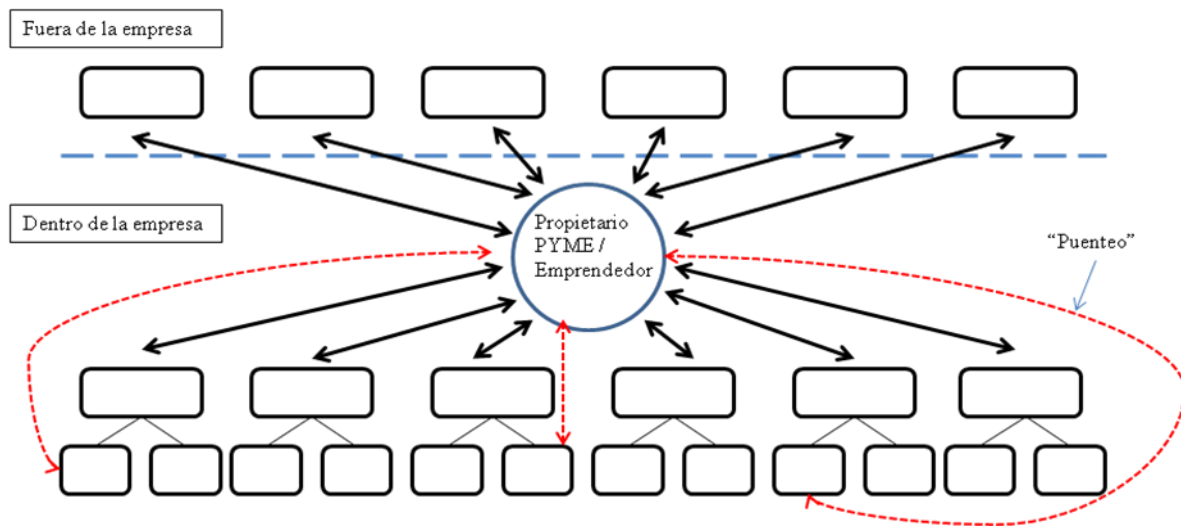 Fuera de la empresa
Dentro de la empresa
Propietario
PYME /
Emprendedor
“Puenteo”